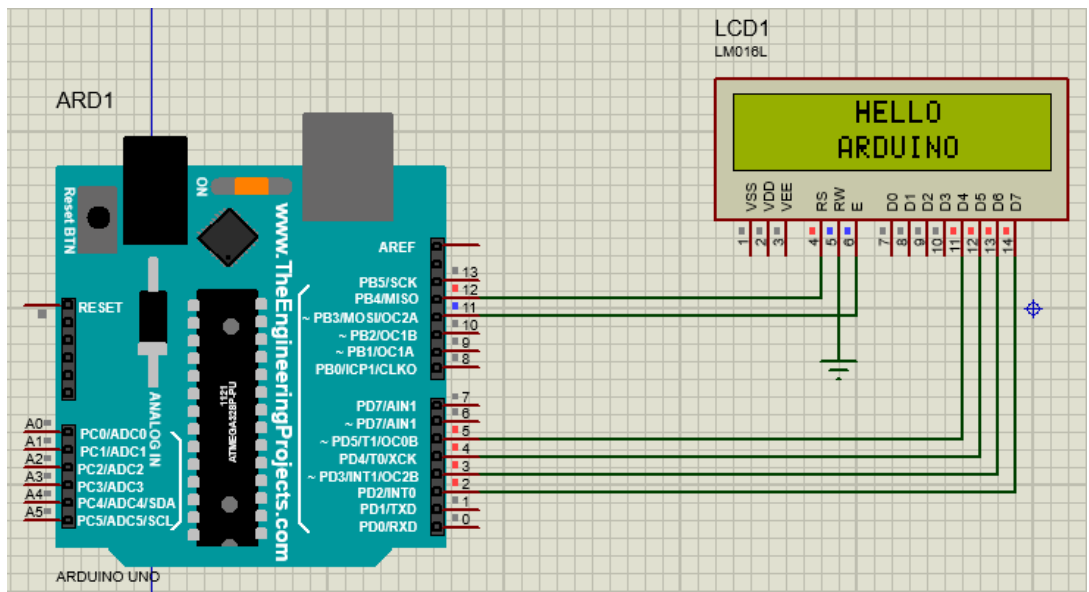 LCD1
LM016L
HELLO
ARDUINO
VSS
VDD
VEE
RS
RW
E
D0
D1
D2
D3
D4
D5
D6
D7
1
2
3
4
5
6
7
8
9
10
11
12
13
14
ARD1
Reset BTN
ON
www.TheEngineeringProjects.com
1121
ATMEGA328P-PU
RESET
ANALOG IN
A0
A1
A2
A3
A4
A5
PC0/ADC0
PC1/ADC1
PC2/ADC2
PC3/ADC3
PC4/ADC4/SDA
PC5/ADC5/SCL
AREF
PB5/SCK 13
PB4/MISO 12
~ PB3/MOSI/OC2A 11
~ PB2/OC1B 10
~ PB1/OC1A 9
PB0/ICP1/CLKO 8
PD7/AIN1 7
~ PD7/AIN1 6
~ PD5/T1/OC0B 5
PD4/T0/XCK 4
~ PD3/INT1/OC2B 3
PD2/INT0 2
PD1/TXD 1
PD0/RXD 0
ARDUINO UNO